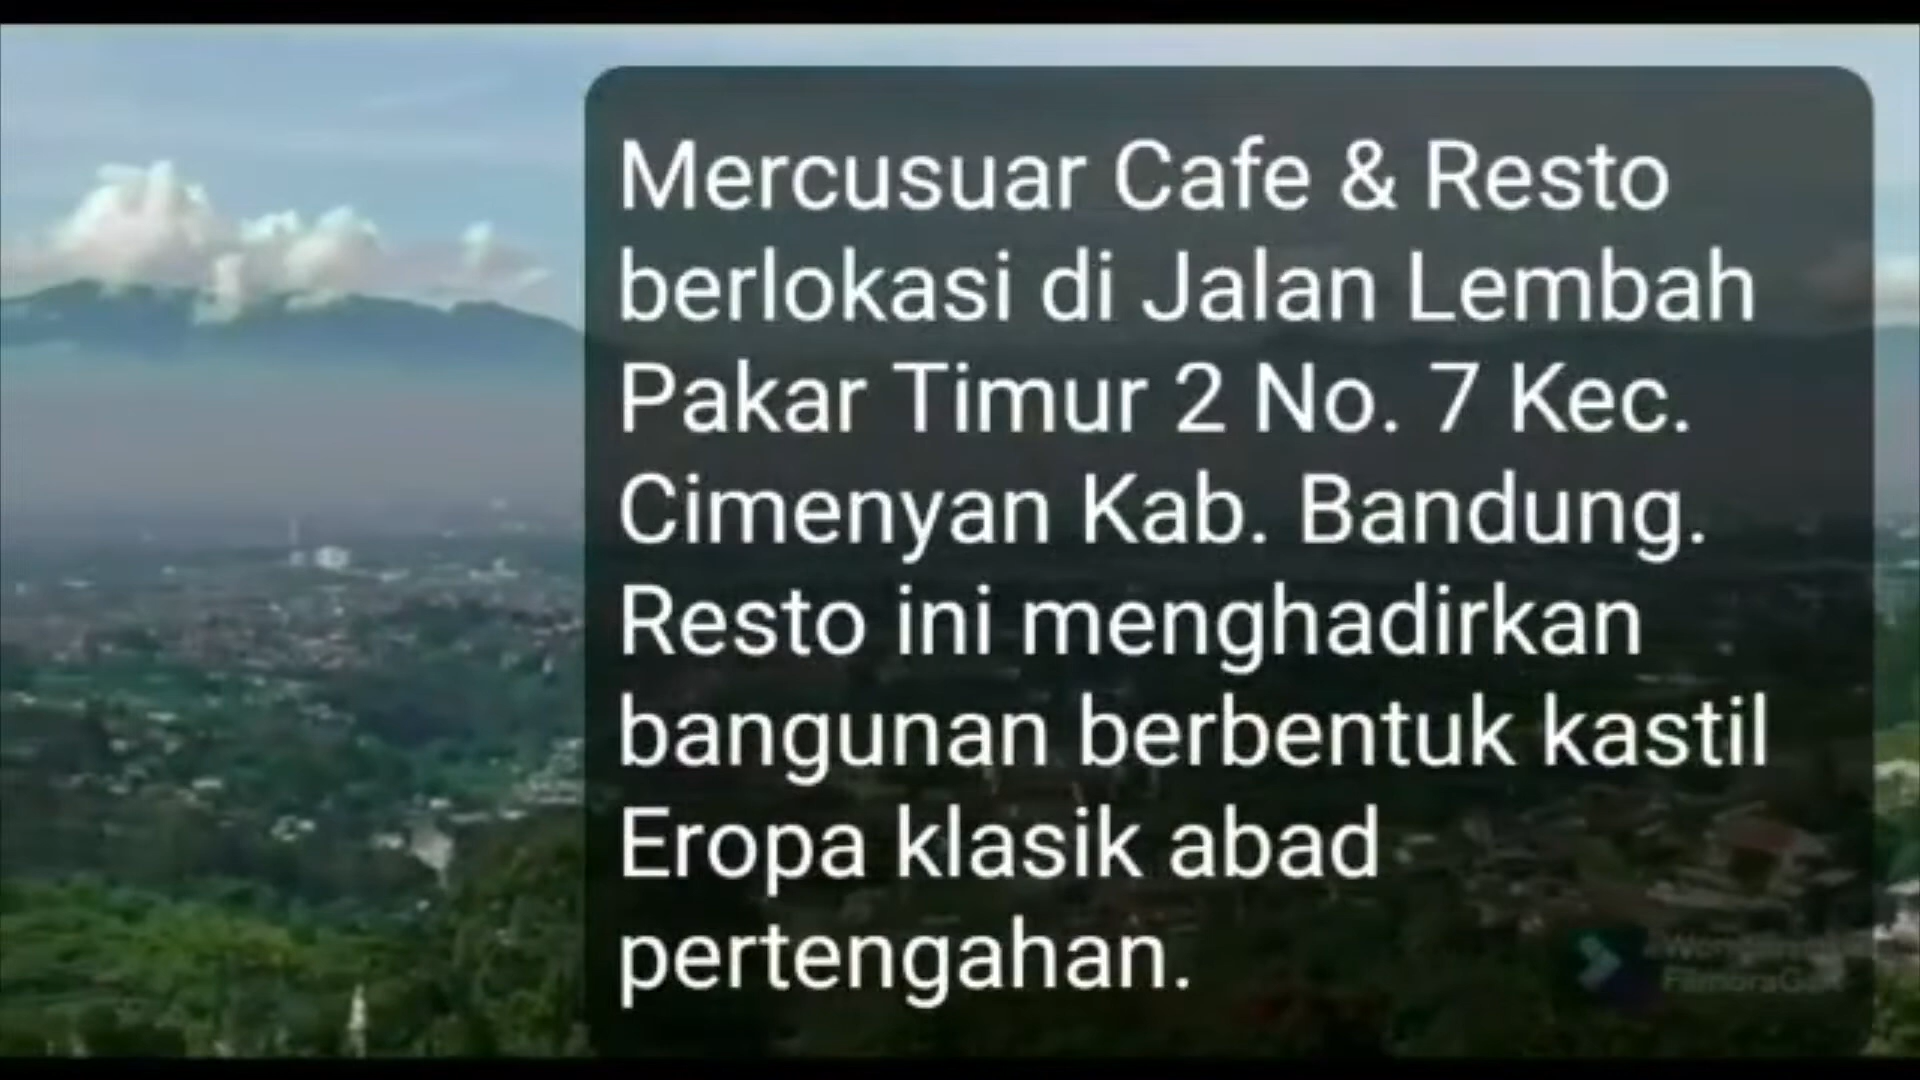 Mercusuar Cafe & Resto
berlokasi di Jalan Lembah
Pakar Timur 2 No. 7 Kec.
Cimenyan Kab. Bandung.
Resto ini menghadirkan
bangunan berbentuk kastil
Eropa klasik abad
pertengahan.